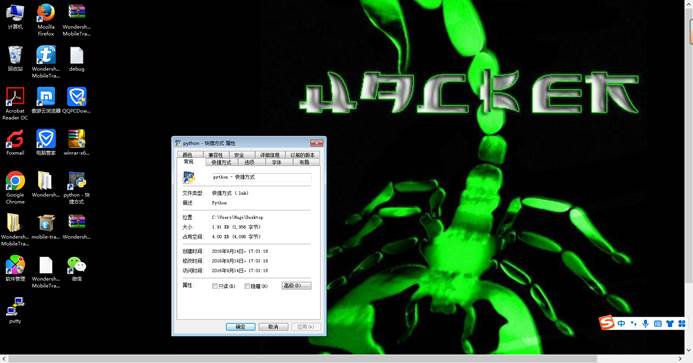 计算机
Mozilla
Firefox
Wondersh...
MobileTra...
回收站
Wondersh...
MobileTra...
debug
Acrobat
Reader DC
傲游云浏览器
QQPCDow...
Foxmail
电脑管家
winrar-x6...
Google
Chrome
Wondersh...
python - 快
捷方式
Wondersh...
MobileTra...
mobile-tra...
Wondersh...
MobileTra...
软件管理
Wondersh...
MobileTra...
微信
putty
HACKER
python - 快捷方式 属性
颜色
兼容性
安全
详细信息
以前的版本
常规
快捷方式
选项
字体
布局
python - 快捷方式
文件类型:
快捷方式 (.lnk)
描述:
Python
位置:
C:\Users\Mags\Desktop
大小:
1.91 KB (1,956 字节)
占用空间:
4.00 KB (4,096 字节)
创建时间:
2016年9月14日, 17:01:18
修改时间:
2016年9月14日, 17:01:18
访问时间:
2016年9月14日, 17:01:18
属性:
只读(R)
隐藏(H)
高级(D)...
确定
取消
应用(A)
中